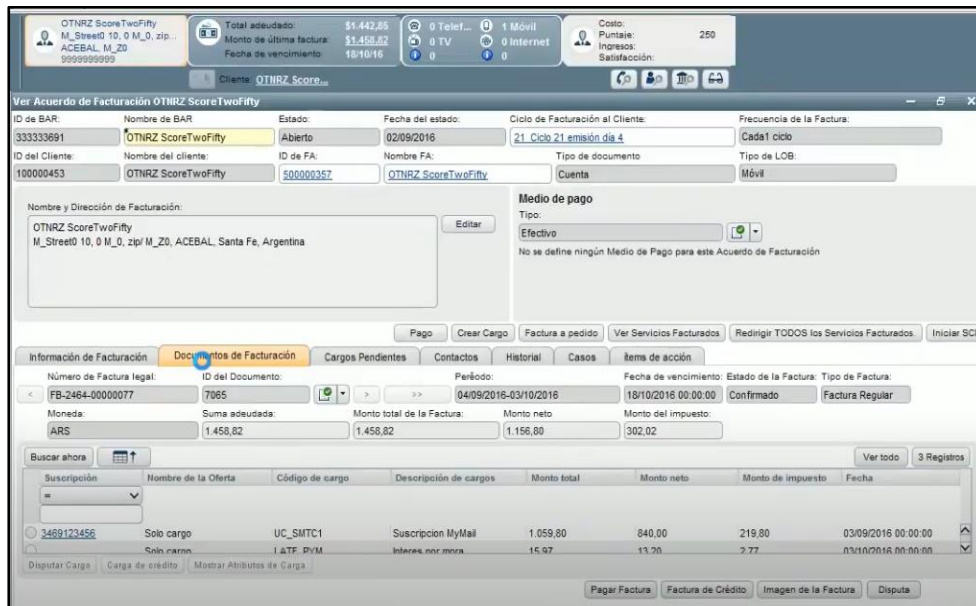 OTNRZ ScoreTwoFifty
M_Street0 10, 0 M_0, zip...
ACEBAL, M_Z0
9999999999
Total adeudado: $1.442,85
Monto de última factura: $1.458,82
Fecha de vencimiento 18/10/16
0 Telef... 1 Móvil
0 TV 0 Internet
0 0
Costo:
Puntaje: 250
Ingresos:
Satisfacción:
Cliente: OTNRZ Score...
Ver Acuerdo de Facturación OTNRZ ScoreTwoFifty
ID de BAR: Nombre de BAR Estado: Fecha del estado: Ciclo de Facturación al Cliente: Frecuencia de la Factura:
333333691 OTNRZ ScoreTwoFifty Abierto 02/09/2016 21 Ciclo 21 emisión día 4 Cada1 ciclo
ID del Cliente: Nombre del cliente: ID de FA: Nombre FA: Tipo de documento Tipo de LOB:
100000453 OTNRZ ScoreTwoFifty 500000357 OTNRZ ScoreTwoFifty Cuenta Móvil
Nombre y Dirección de Facturación:
OTNRZ ScoreTwoFifty
M_Street0 10, 0 M_0, zip/ M_Z0, ACEBAL, Santa Fe, Argentina
Editar
Medio de pago
Tipo:
Efectivo
No se define ningún Medio de Pago para este Acuerdo de Facturación
Pago Crear Cargo Factura a pedido Ver Servicios Facturados Redirigir TODOS los Servicios Facturados. Iniciar SCI
Información de Facturación Documentos de Facturación Cargos Pendientes Contactos Historial Casos ítems de acción
Número de Factura legal: ID del Documento: Período: Fecha de vencimiento: Estado de la Factura: Tipo de Factura:
< FB-2464-00000077 7065 > >> 04/09/2016-03/10/2016 18/10/2016 00:00:00 Confirmado Factura Regular
Moneda: Suma adeudada: Monto total de la Factura: Monto neto Monto del impuesto:
ARS 1.458,82 1.458,82 1.156,80 302,02
Buscar ahora Ver todo 3 Registros
Suscripción Nombre de la Oferta Código de cargo Descripción de cargos Monto total Monto neto Monto de impuesto Fecha
=
3469123456 Solo cargo UC_SMTC1 Suscripcion MyMail 1.059,80 840,00 219,80 03/09/2016 00:00:00
Solo cargo LATE_PYM Interes por mora 15,97 13,20 2,77 03/10/2016 00:00:00
Disputar Cargo Carga de crédito Mostrar Atributos de Carga
Pagar Factura Factura de Crédito Imagen de la Factura Disputa